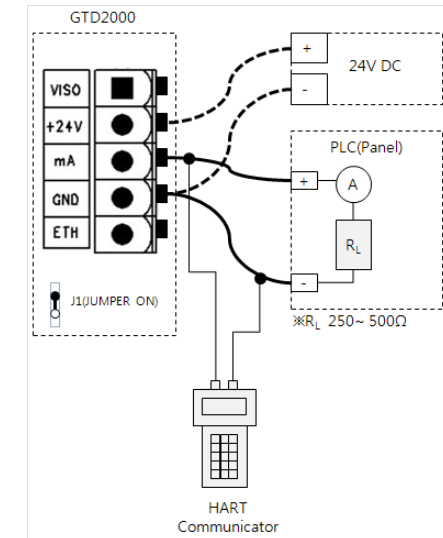 GTD2000
VISO
+24V
mA
GND
ETH
J1(JUMPER ON)
+
-
24V DC
PLC(Panel)
+
A
RL
-
※RL 250~ 500Ω
HART
Communicator